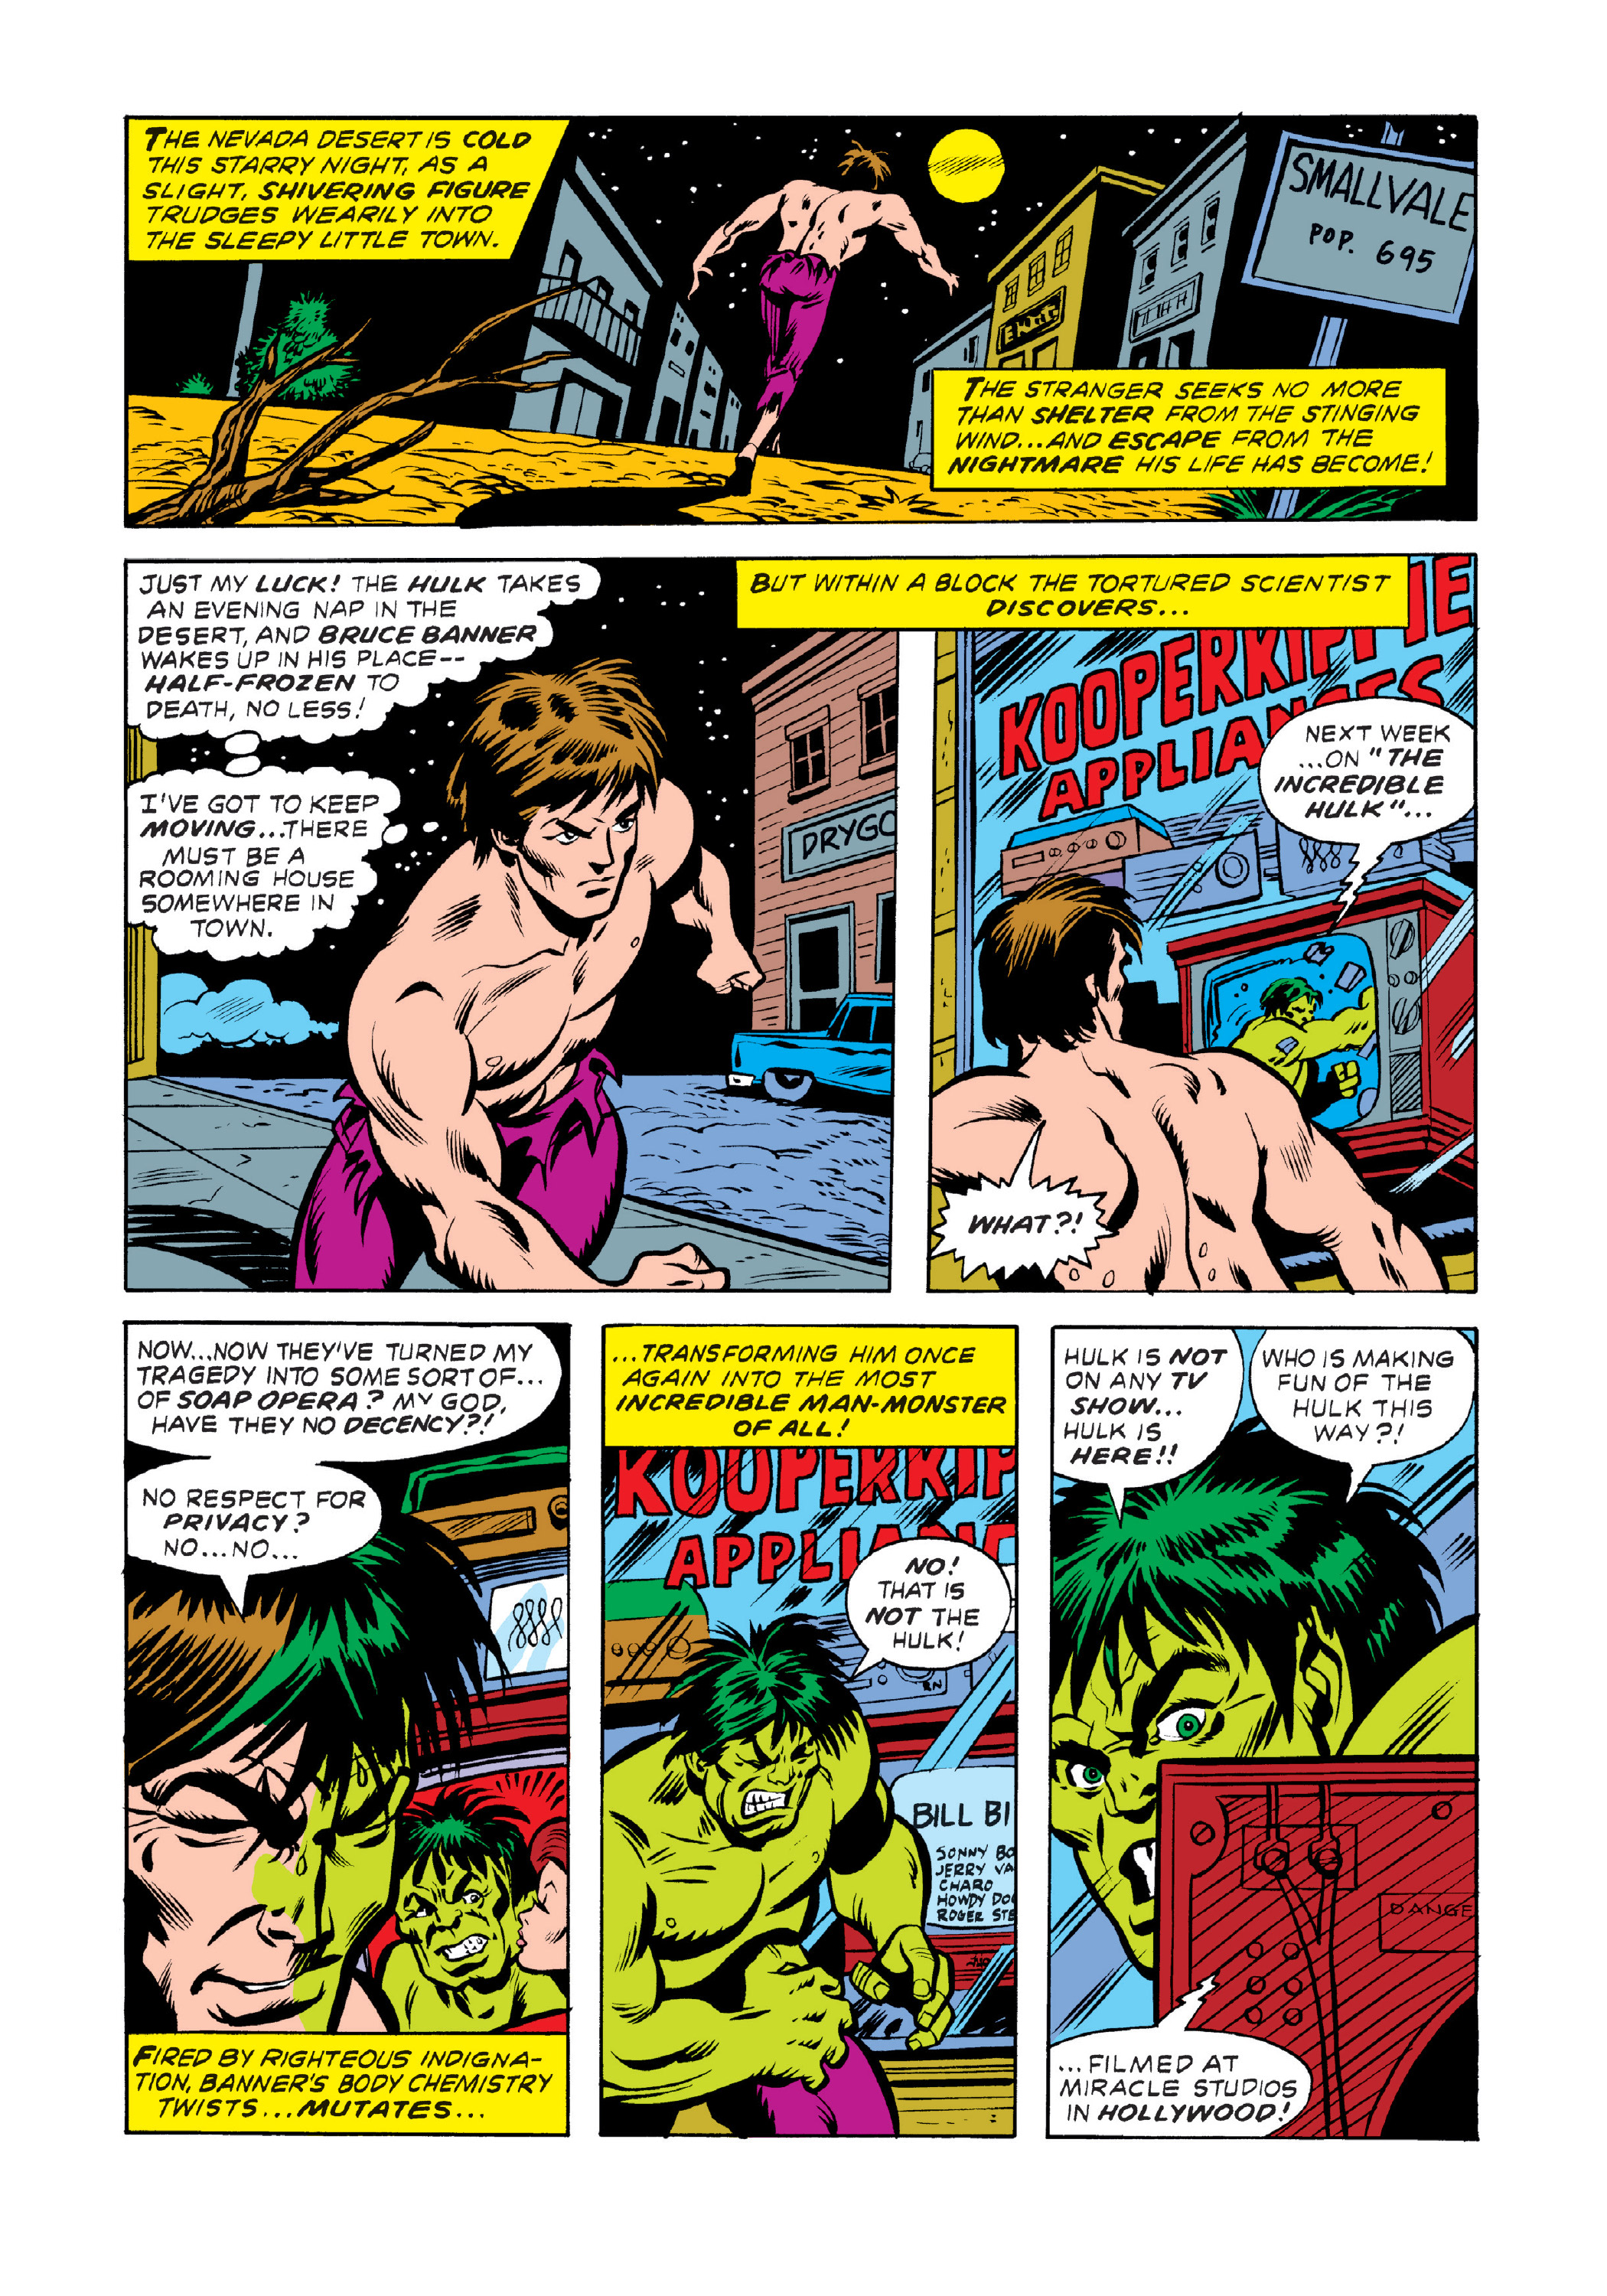 THE NEVADA DESERT IS COLD
THIS STARRY NIGHT, AS A
SLIGHT, SHIVERING FIGURE
TRUDGES WEARILY INTO
THE SLEEPY LITTLE TOWN.
SMALLVALE
POP. 695
THE STRANGER SEEKS NO MORE
THAN SHELTER FROM THE STINGING
WIND...AND ESCAPE FROM THE
NIGHTMARE HIS LIFE HAS BECOME!
JUST MY LUCK! THE HULK TAKES
AN EVENING NAP IN THE
DESERT, AND BRUCE BANNER
WAKES UP IN HIS PLACE--
HALF-FROZEN TO
DEATH, NO LESS!
I'VE GOT TO KEEP
MOVING...THERE
MUST BE A
ROOMING HOUSE
SOMEWHERE IN
TOWN.
DRYGO
BUT WITHIN A BLOCK THE TORTURED SCIENTIST
DISCOVERS...
KOOPERKIPPIE
APPLIANCES
NEXT WEEK
...ON "THE
INCREDIBLE
HULK"...
WHAT?!
NOW...NOW THEY'VE TURNED MY
TRAGEDY INTO SOME SORT OF...
OF SOAP OPERA? MY GOD,
HAVE THEY NO DECENCY?!
NO RESPECT FOR
PRIVACY?
NO...NO...
FIRED BY RIGHTEOUS INDIGNA-
TION, BANNER'S BODY CHEMISTRY
TWISTS...MUTATES...
...TRANSFORMING HIM ONCE
AGAIN INTO THE MOST
INCREDIBLE MAN-MONSTER
OF ALL!
KOOPERKIP
APPLIANC
NO!
THAT IS
NOT THE
HULK!
BILL BI
SONNY BO
JERRY VA
CHARO
HOWDY DO
ROGER STE
HULK IS NOT
ON ANY TV
SHOW...
HULK IS
HERE!!
WHO IS MAKING
FUN OF THE
HULK THIS
WAY?!
DANGE
...FILMED AT
MIRACLE STUDIOS
IN HOLLYWOOD!